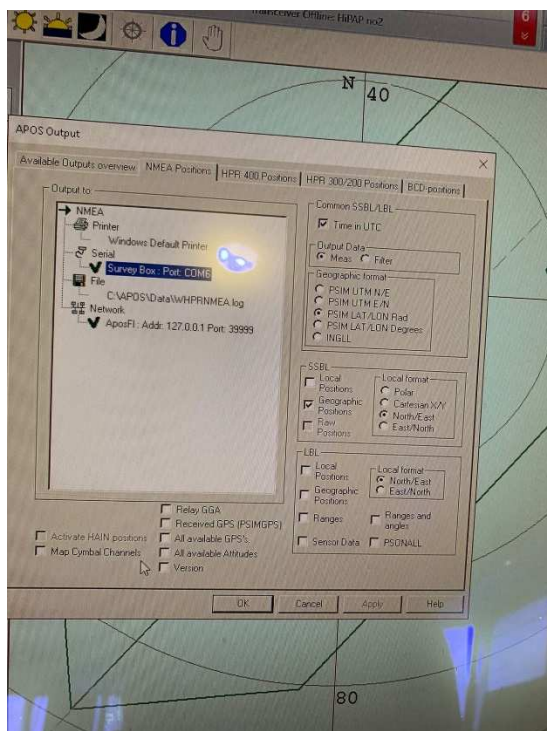 Transceiver Offline: HiPAP no2
6
N
40
APOS Output
Available Outputs overview
NMEA Positions
HPR 400 Positions
HPR 300/200 Positions
BCD-positions
Output to:
NMEA
Printer
Windows Default Printer
Serial
Survey Box : Port: COM6
File
C:\APOS\Data\WHPRNMEA.log
Network
AposFI : Addr: 127.0.0.1 Port: 39999
Common SSBL/LBL
Time in UTC
Output Data
Meas
Filter
Geographic format
PSIM UTM N/E
PSIM UTM E/N
PSIM LAT/LON Rad
PSIM LAT/LON Degrees
INGLL
SSBL
Local
Positions
Geographic
Positions
Raw
Positions
Local format
Polar
Cartesian X/Y
North/East
East/North
LBL
Local
Positions
Geographic
Positions
Ranges
Sensor Data
Local format
North/East
East/North
Ranges and
angles
PSONALL
Activate HAIN positions
Map Cymbal Channels
Relay GGA
Received GPS (PSIMGPS)
All available GPS's
All available Attitudes
Version
OK
Cancel
Apply
Help
80